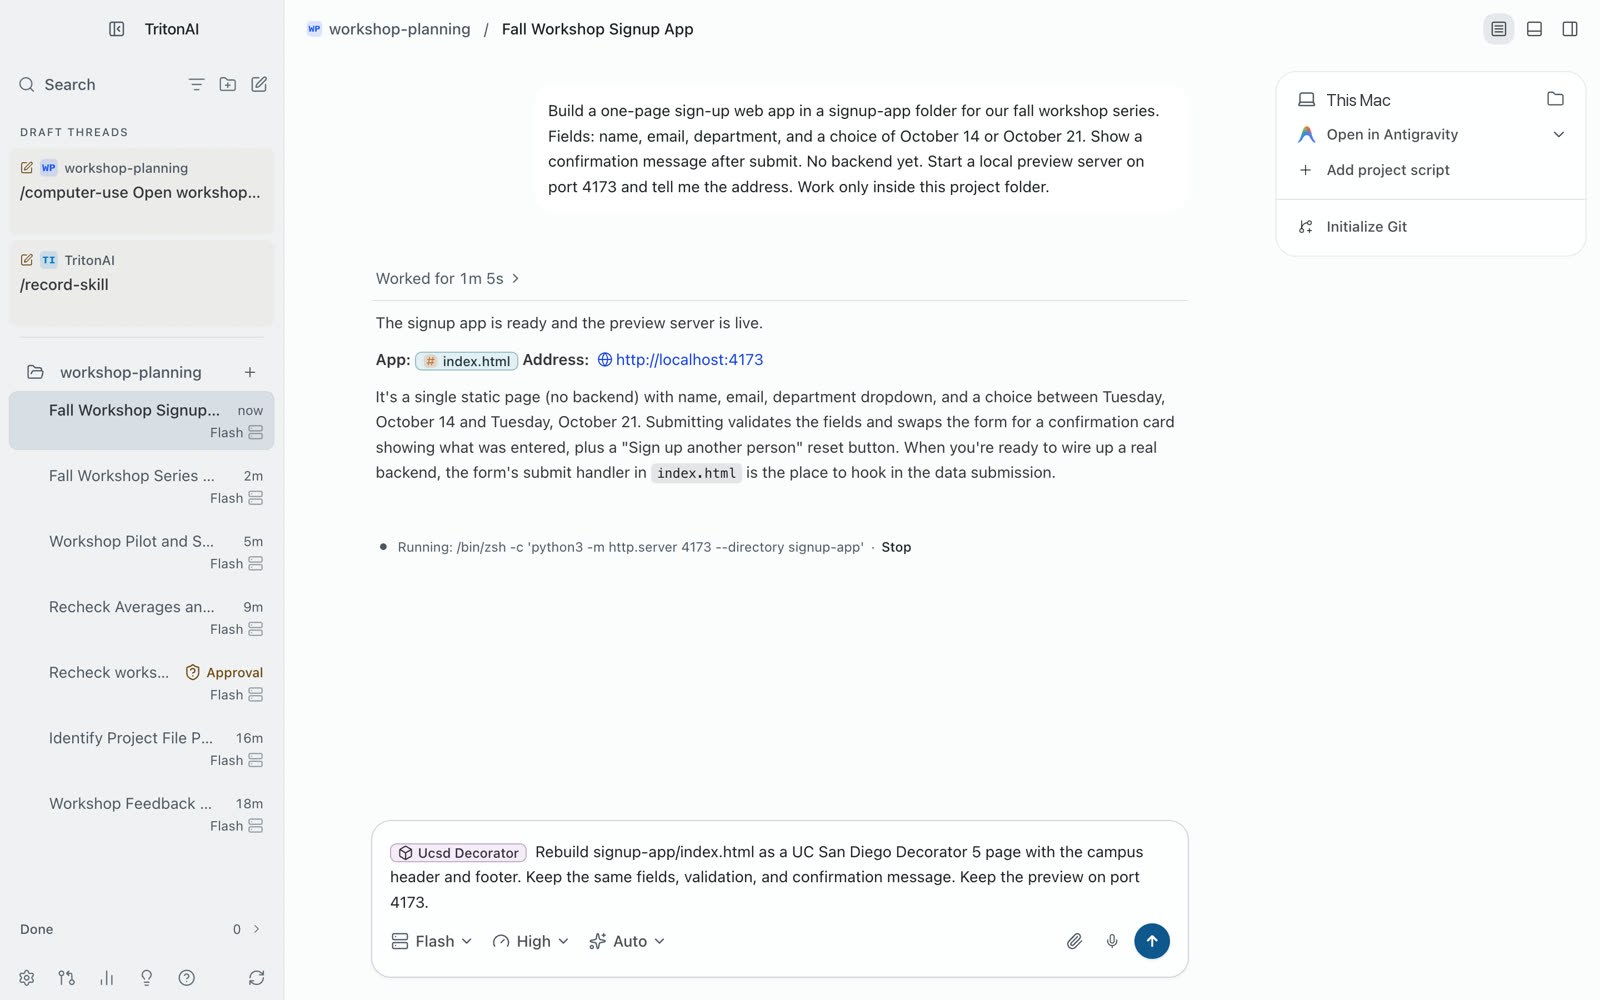 TritonAI
Search
DRAFT THREADS
WP workshop-planning
/computer-use Open workshop...
TI TritonAI
/record-skill
workshop-planning
Fall Workshop Signup... now
Flash
Fall Workshop Series ... 2m
Flash
Workshop Pilot and S... 5m
Flash
Recheck Averages an... 9m
Flash
Recheck works... Approval
Flash
Identify Project File P... 16m
Flash
Workshop Feedback ... 18m
Flash
Done 0
WP workshop-planning / Fall Workshop Signup App
Build a one-page sign-up web app in a signup-app folder for our fall workshop series.
Fields: name, email, department, and a choice of October 14 or October 21. Show a
confirmation message after submit. No backend yet. Start a local preview server on
port 4173 and tell me the address. Work only inside this project folder.
Worked for 1m 5s
The signup app is ready and the preview server is live.
App: # index.html Address: http://localhost:4173
It's a single static page (no backend) with name, email, department dropdown, and a choice between Tuesday,
October 14 and Tuesday, October 21. Submitting validates the fields and swaps the form for a confirmation card
showing what was entered, plus a "Sign up another person" reset button. When you're ready to wire up a real
backend, the form's submit handler in index.html is the place to hook in the data submission.
Running: /bin/zsh -c 'python3 -m http.server 4173 --directory signup-app' · Stop
Ucsd Decorator Rebuild signup-app/index.html as a UC San Diego Decorator 5 page with the campus
header and footer. Keep the same fields, validation, and confirmation message. Keep the preview on port
4173.
Flash High Auto
This Mac
Open in Antigravity
Add project script
Initialize Git